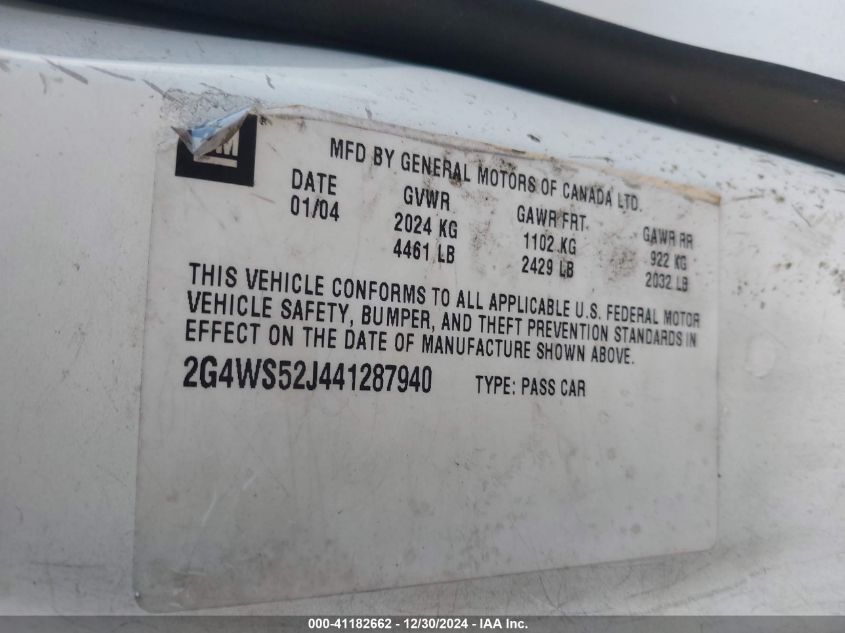 GM
MFD BY GENERAL MOTORS OF CANADA LTD.
DATE GVWR GAWR FRT GAWR RR
01/04 2024 KG 1102 KG 922 KG
4461 LB 2429 LB 2032 LB
THIS VEHICLE CONFORMS TO ALL APPLICABLE U.S. FEDERAL MOTOR
VEHICLE SAFETY, BUMPER, AND THEFT PREVENTION STANDARDS IN
EFFECT ON THE DATE OF MANUFACTURE SHOWN ABOVE.
2G4WS52J441287940 TYPE: PASS CAR
000-41182662 - 12/30/2024 - IAA Inc.